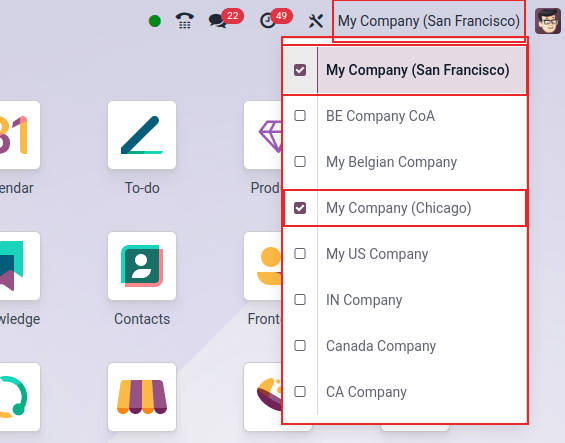 22
49
My Company (San Francisco)
My Company (San Francisco)
BE Company CoA
My Belgian Company
My Company (Chicago)
My US Company
IN Company
Canada Company
CA Company
31
endar
To-do
Prod
wledge
Contacts
Front